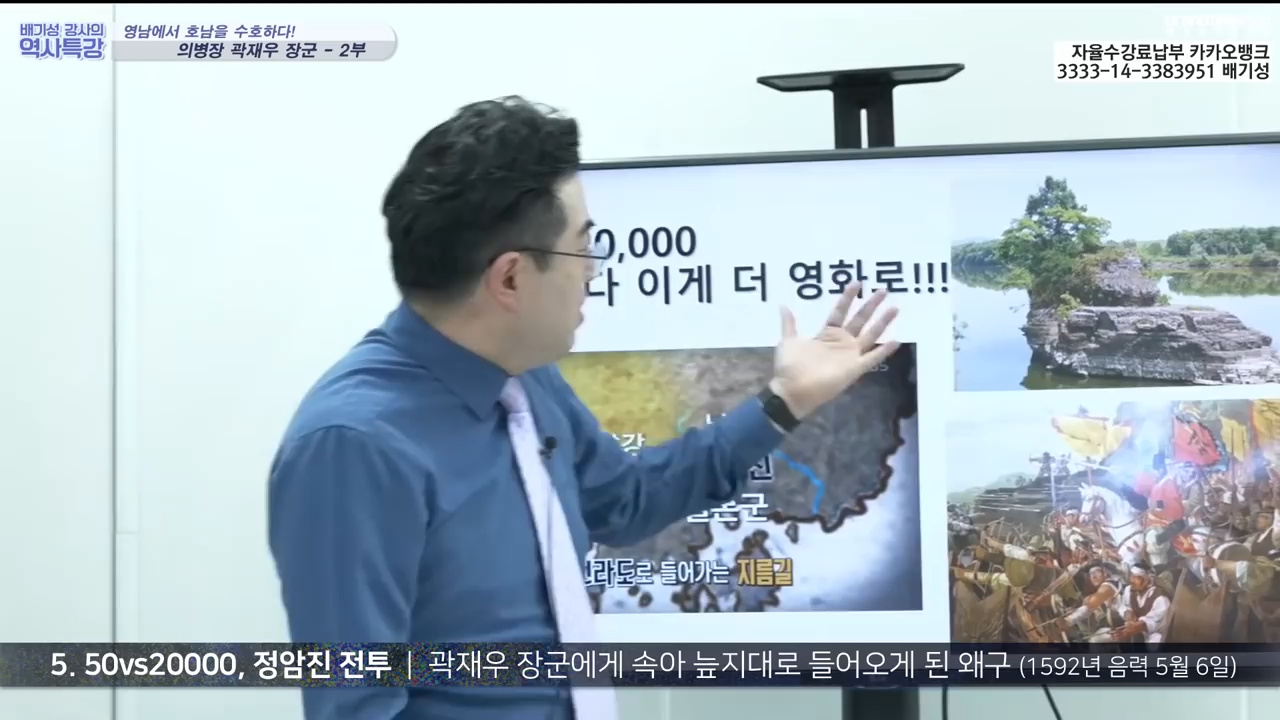 배기성 강사의
역사특강
영남에서 호남을 수호하다!
의병장 곽재우 장군 - 2부
자율수강료납부 카카오뱅크
3333-14-3383951 배기성
0,000
다 이게 더 영화로!!!
강
진
군
라도로 들어가는 지름길
5. 50vs20000, 정암진 전투 | 곽재우 장군에게 속아 늪지대로 들어오게 된 왜구 (1592년 음력 5월 6일)